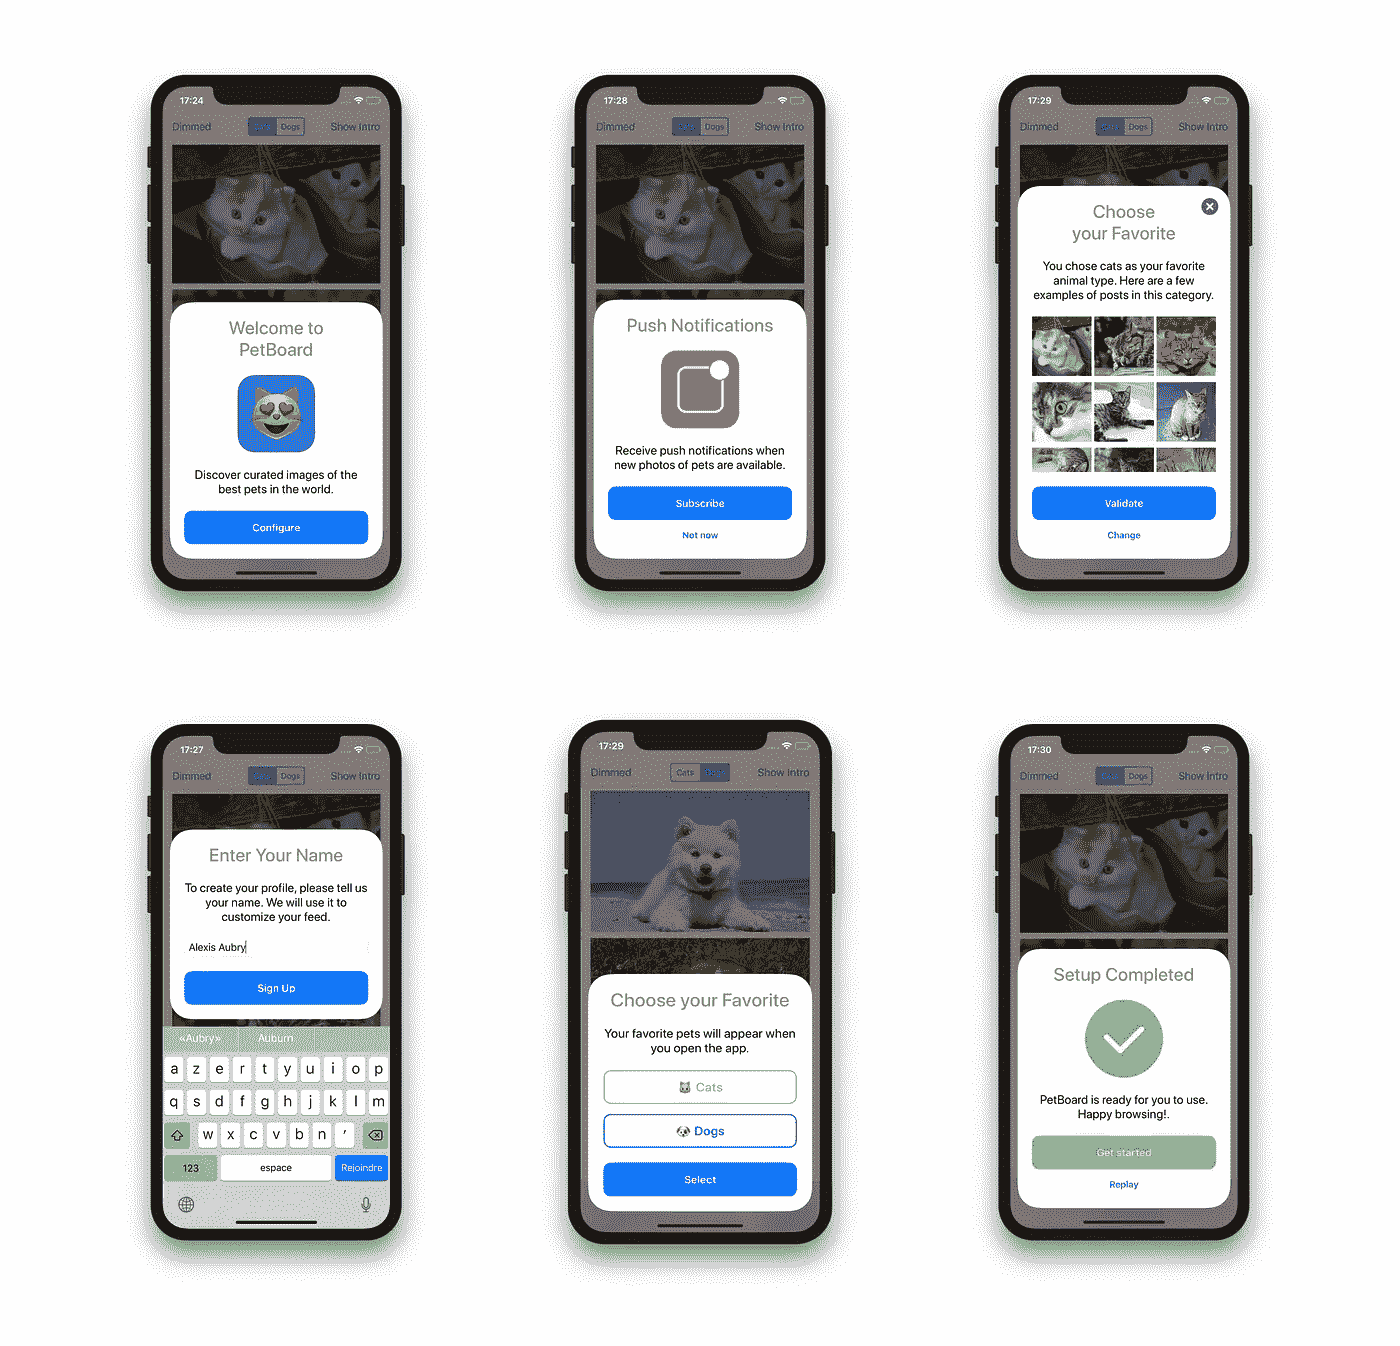 17:24
Dimmed
Dogs
Show Intro
Welcome to
PetBoard
Discover curated images of the
best pets in the world.
Configure
17:28
Dimmed
Dogs
Show Intro
Push Notifications
Receive push notifications when
new photos of pets are available.
Subscribe
Not now
17:29
Dimmed
Dogs
Show Intro
Choose
your Favorite
You chose cats as your favorite
animal type. Here are a few
examples of posts in this category.
Validate
Change
17:27
Dimmed
Dogs
Show Intro
Enter Your Name
To create your profile, please tell us
your name. We will use it to
customize your feed.
Alexis Aubry
Sign Up
«Aubry» Auburn
a z e r t y u i o p
q s d f g h j k l m
w x c v b n ’
123 espace Rejoindre
17:29
Dimmed
Cats
Show Intro
Choose your Favorite
Your favorite pets will appear when
you open the app.
Cats
Dogs
Select
17:30
Dimmed
Cats Dogs
Show Intro
Setup Completed
PetBoard is ready for you to use.
Happy browsing!.
Get started
Replay